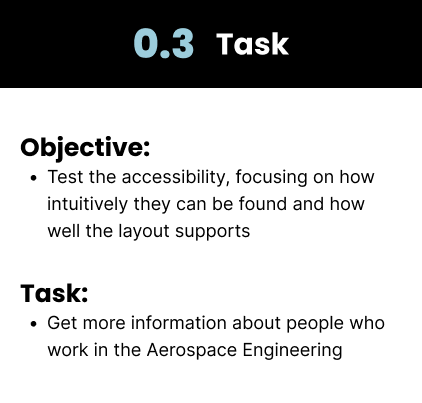 0.3 Task
Objective:
• Test the accessibility, focusing on how
intuitively they can be found and how
well the layout supports
Task:
• Get more information about people who
work in the Aerospace Engineering